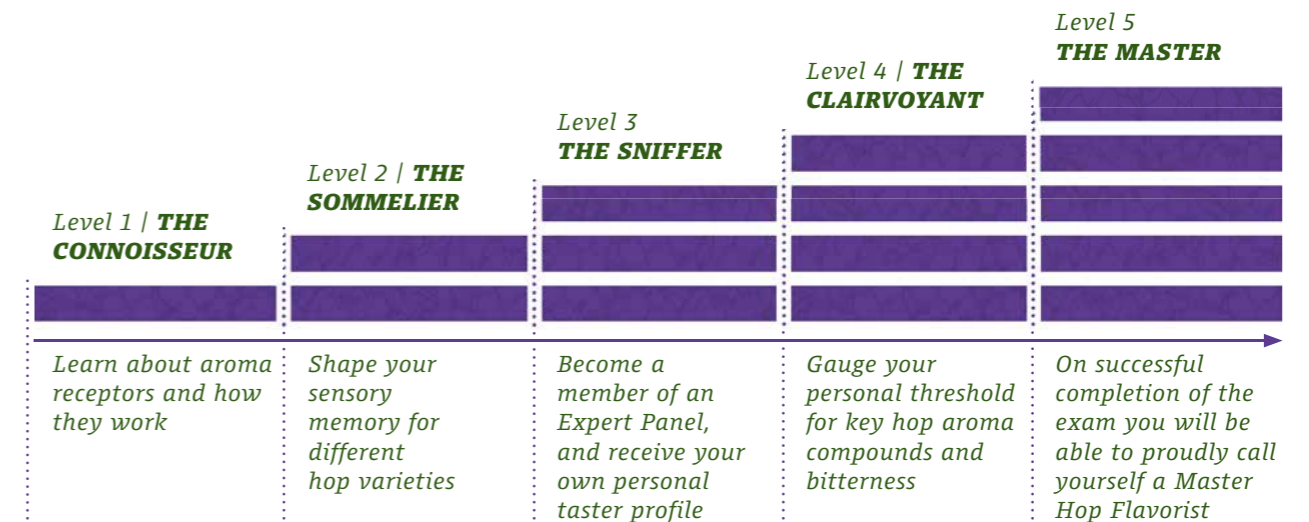 Level 1 | THE
CONNOISSEUR
Learn about aroma
receptors and how
they work
Level 2 | THE
SOMMELIER
Shape your
sensory
memory for
different
hop varieties
Level 3
THE SNIFFER
Become a
member of an
Expert Panel,
and receive your
own personal
taster profile
Level 4 | THE
CLAIRVOYANT
Gauge your
personal threshold
for key hop aroma
compounds and
bitterness
Level 5
THE MASTER
On successful
completion of the
exam you will be
able to proudly call
yourself a Master
Hop Flavorist